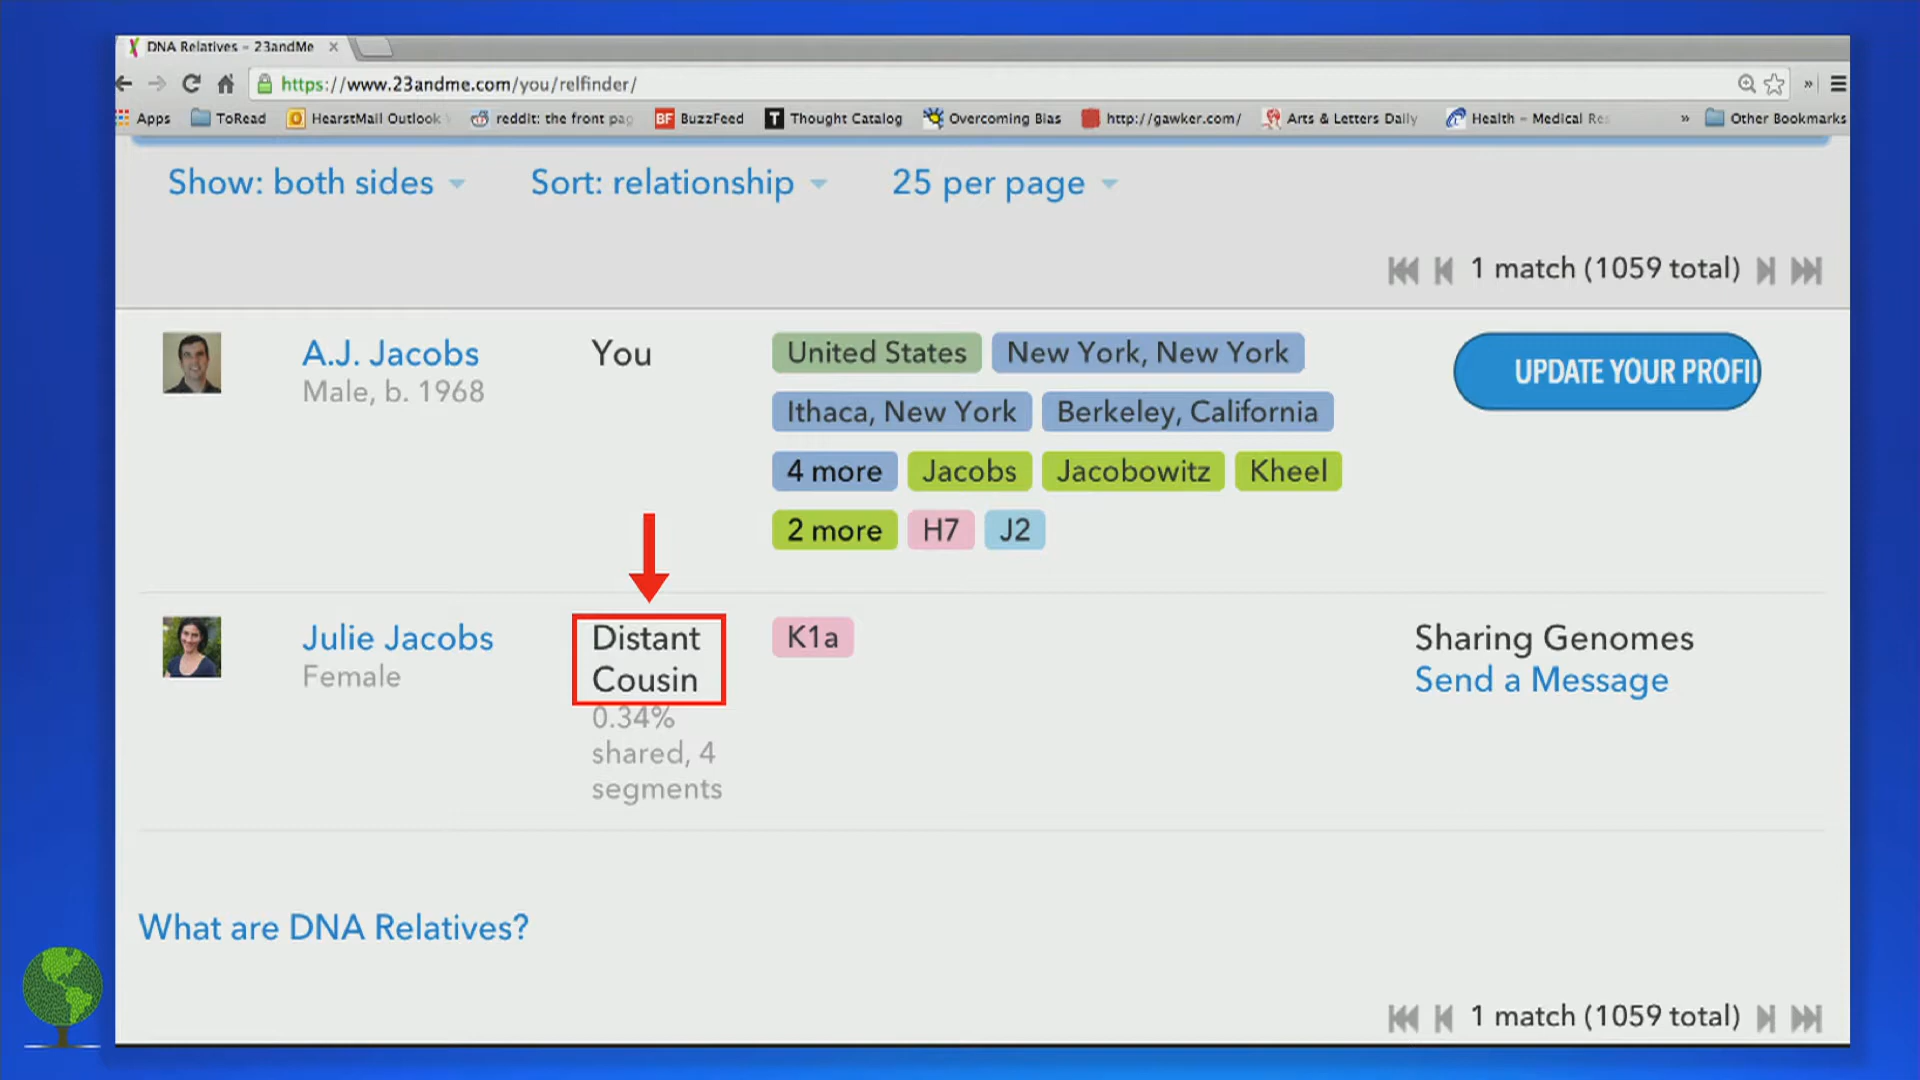 DNA Relatives – 23andMe
https://www.23andme.com/you/relfinder/
Apps ToRead HearstMail Outlook reddit: the front pag BuzzFeed Thought Catalog Overcoming Bias http://gawker.com/ Arts & Letters Daily Health – Medical Res » Other Bookmarks
Show: both sides Sort: relationship 25 per page
1 match (1059 total)
A.J. Jacobs You United States New York, New York UPDATE YOUR PROFI
Male, b. 1968
Ithaca, New York Berkeley, California
4 more Jacobs Jacobowitz Kheel
2 more H7 J2
Julie Jacobs Distant K1a Sharing Genomes
Female Cousin Send a Message
0.34%
shared, 4
segments
What are DNA Relatives?
1 match (1059 total)